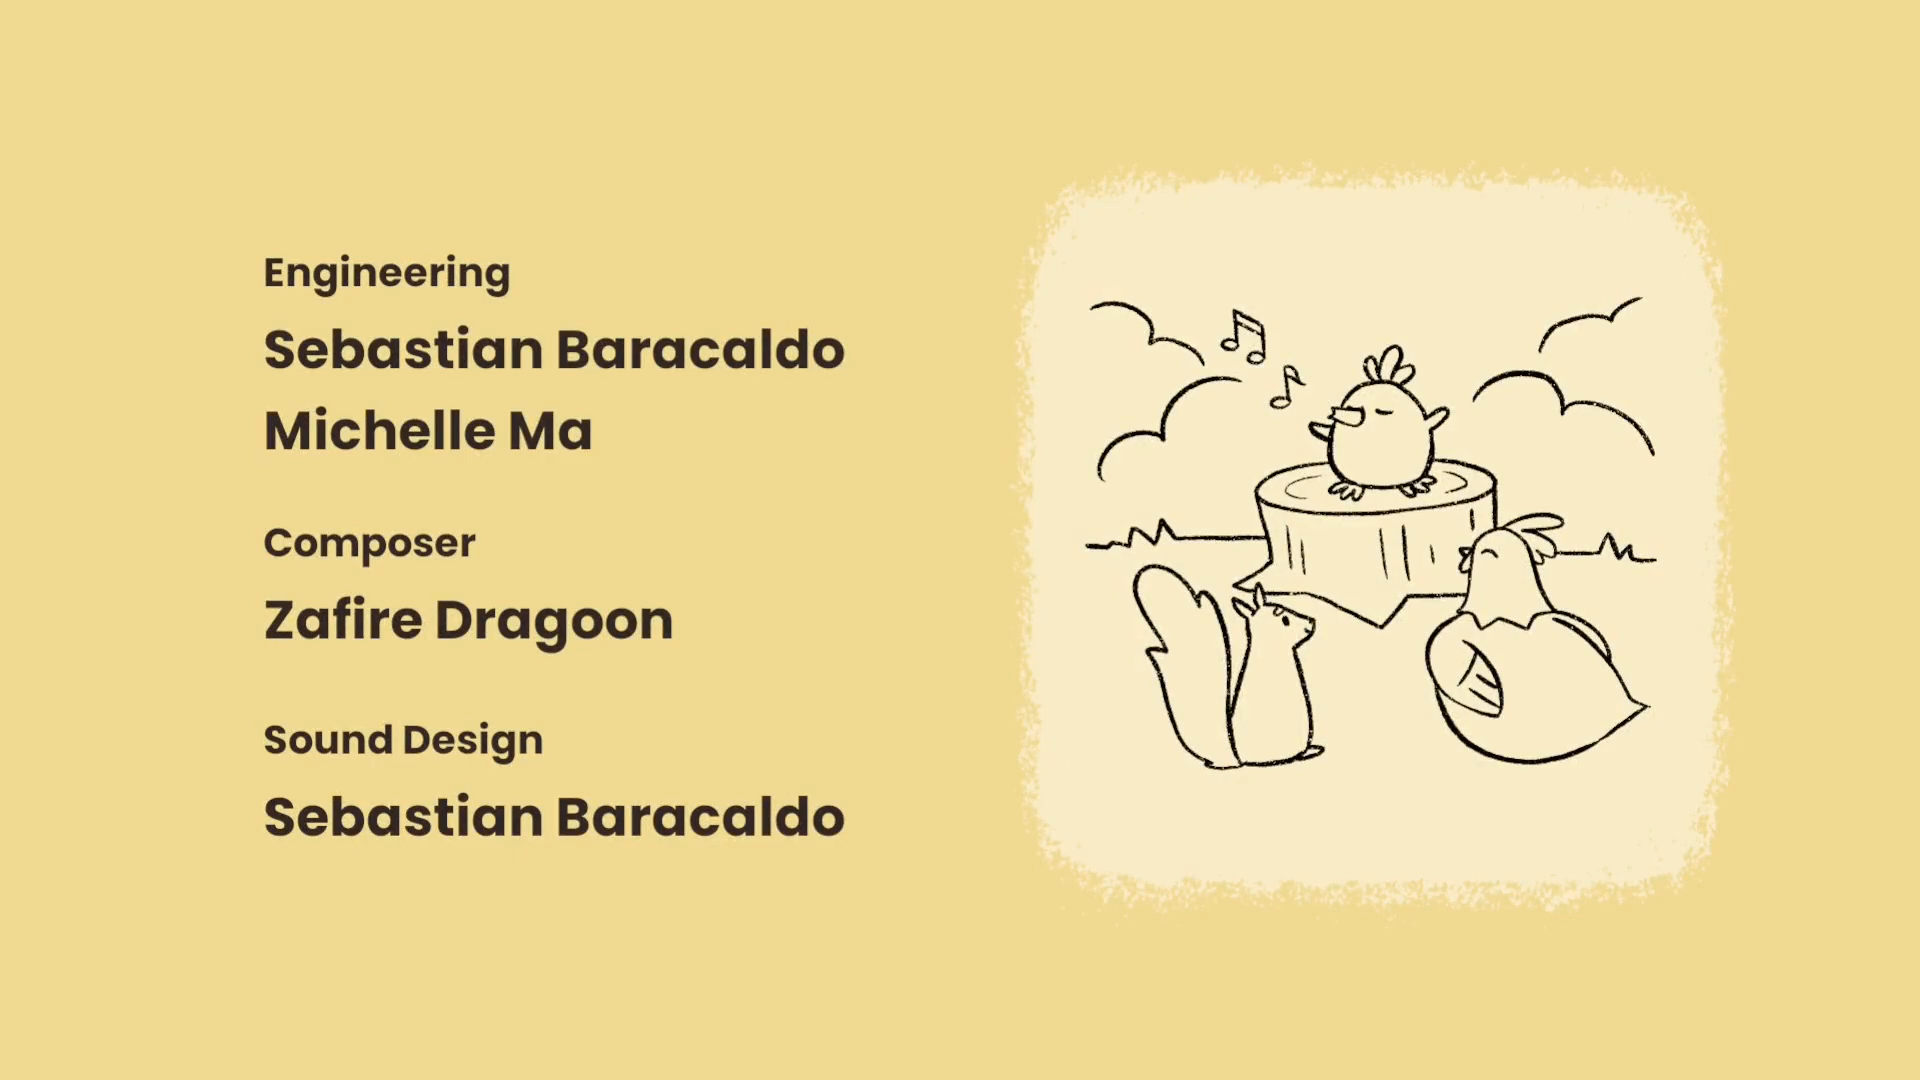 Engineering
Sebastian Baracaldo
Michelle Ma
Composer
Zafire Dragoon
Sound Design
Sebastian Baracaldo